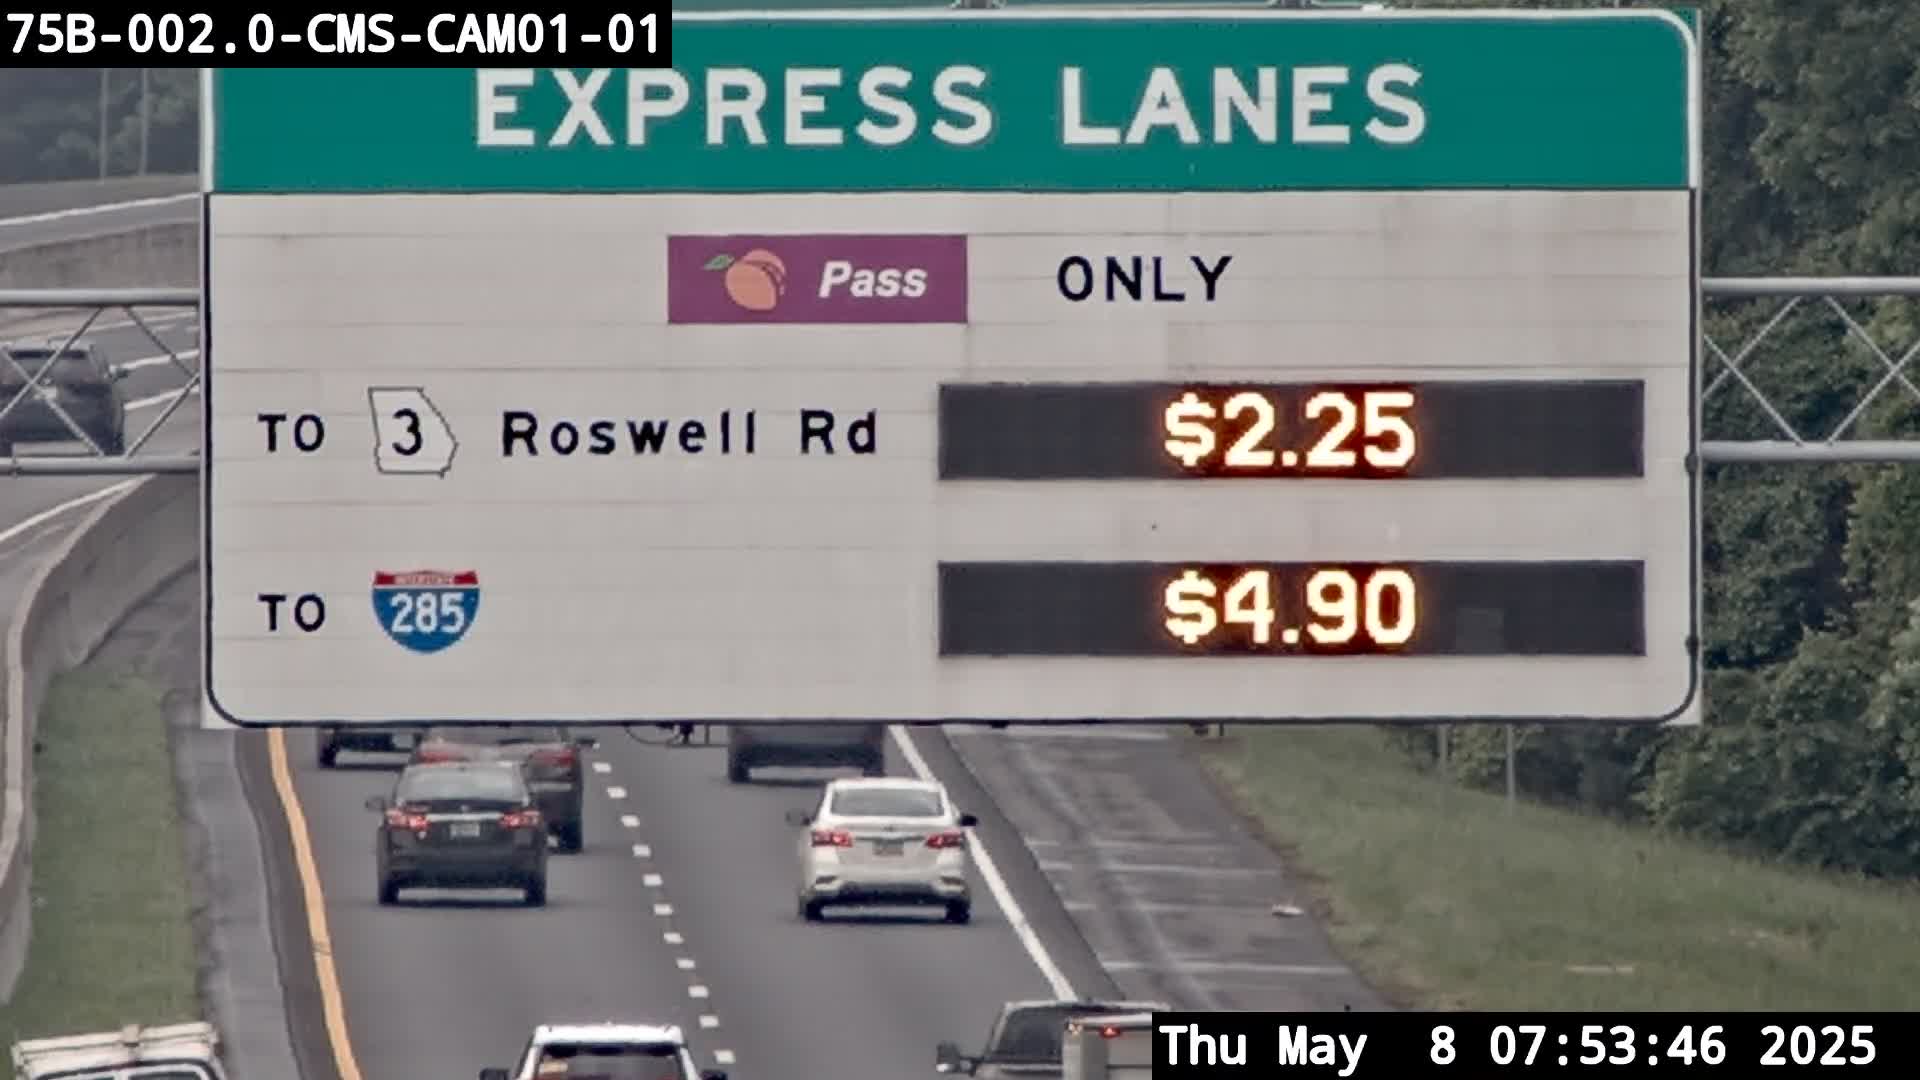 75B-002.0-CMS-CAM01-01
EXPRESS LANES
Pass ONLY
TO 3 Roswell Rd $2.25
TO 285 $4.90
Thu May 8 07:53:46 2025